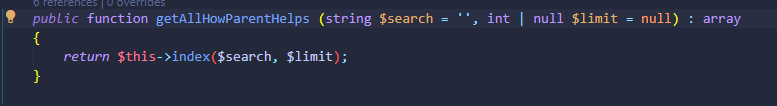 6 references | 0 overrides
public function getAllHowParentHelps (string $search = '', int | null $limit = null) : array
{
return $this->index($search, $limit);
}